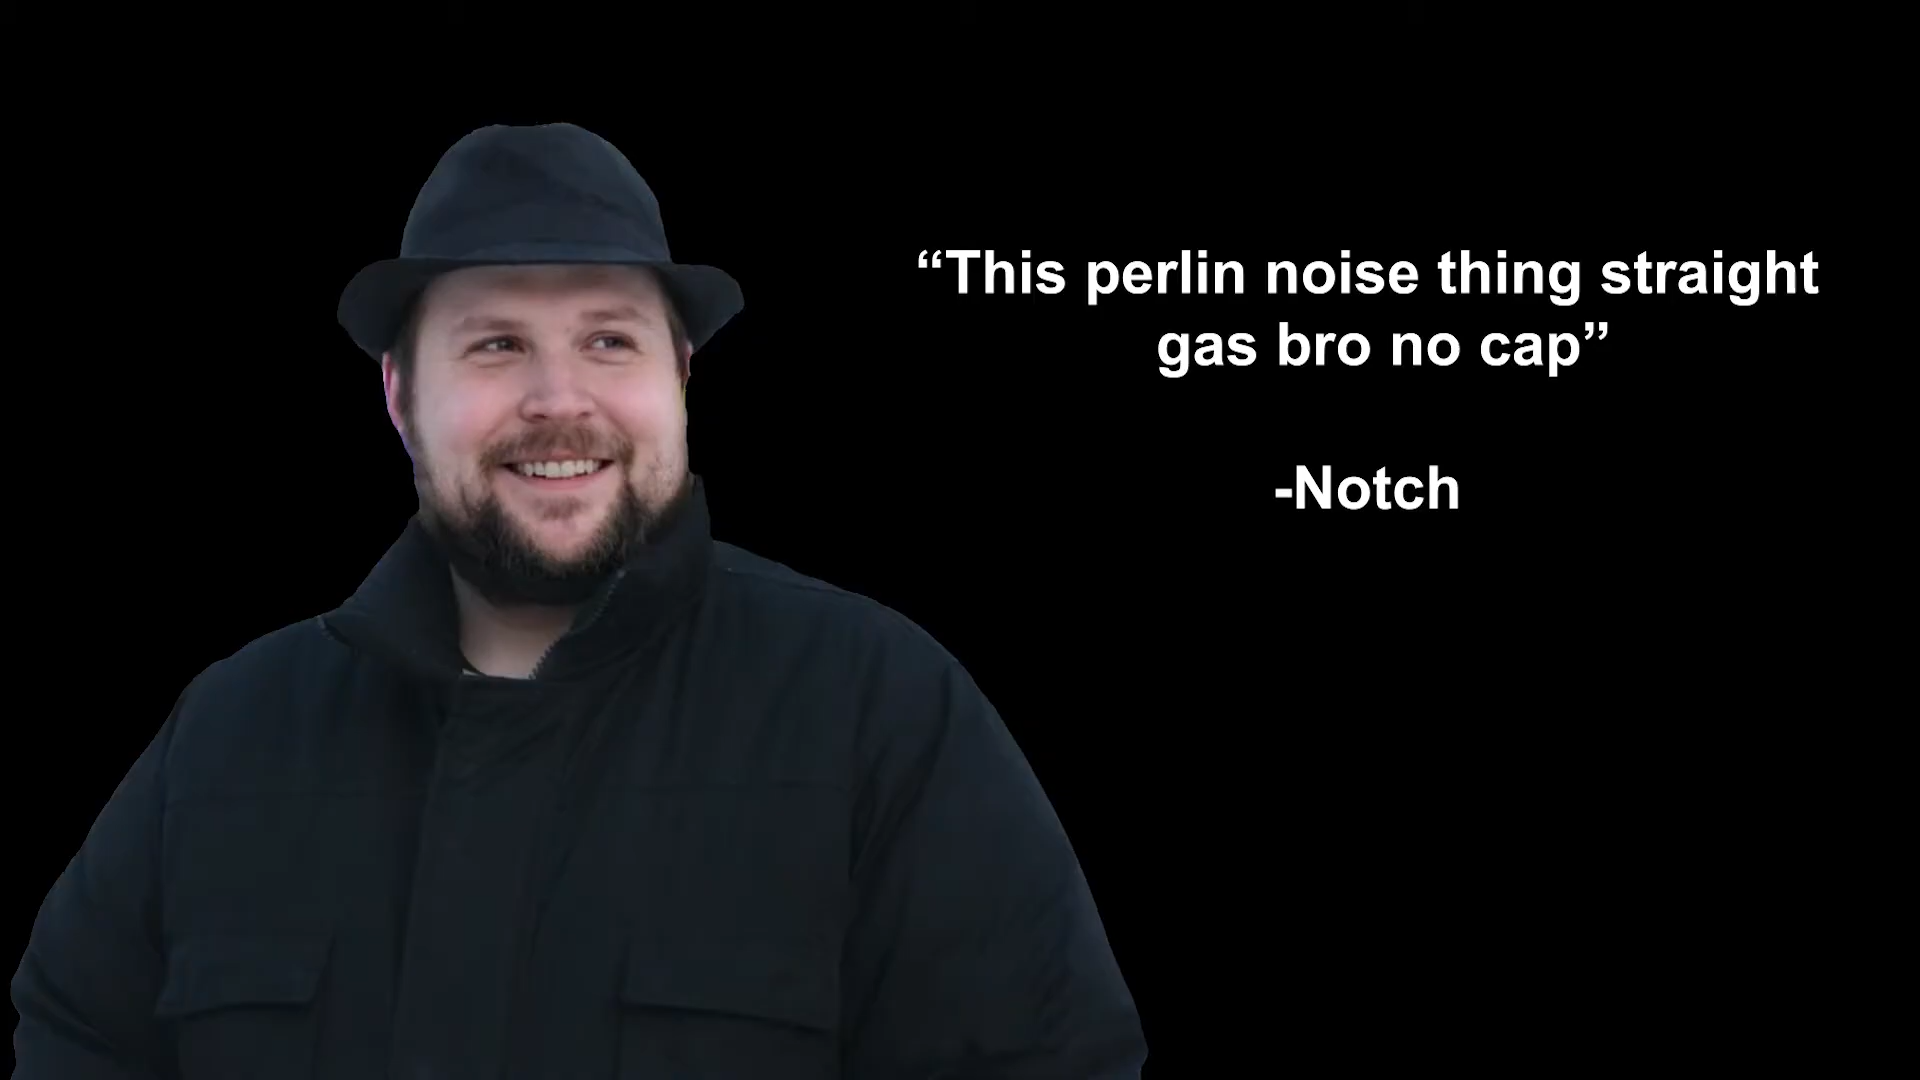 “This perlin noise thing straight
gas bro no cap”
-Notch